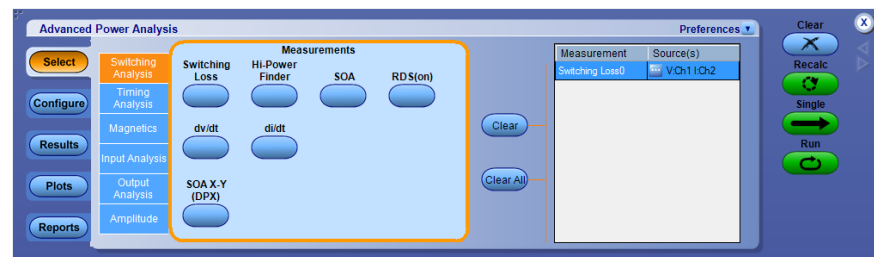 Advanced Power Analysis
Preferences
Clear
X
Select
Configure
Results
Plots
Reports
Switching
Analysis
Timing
Analysis
Magnetics
Input Analysis
Output
Analysis
Amplitude
Measurements
Switching
Loss
Hi-Power
Finder
SOA
RDS(on)
dv/dt
di/dt
SOA X-Y
(DPX)
Clear
Clear All
Measurement Source(s)
Switching Loss0 V:Ch1 I:Ch2
Recalc
Single
Run